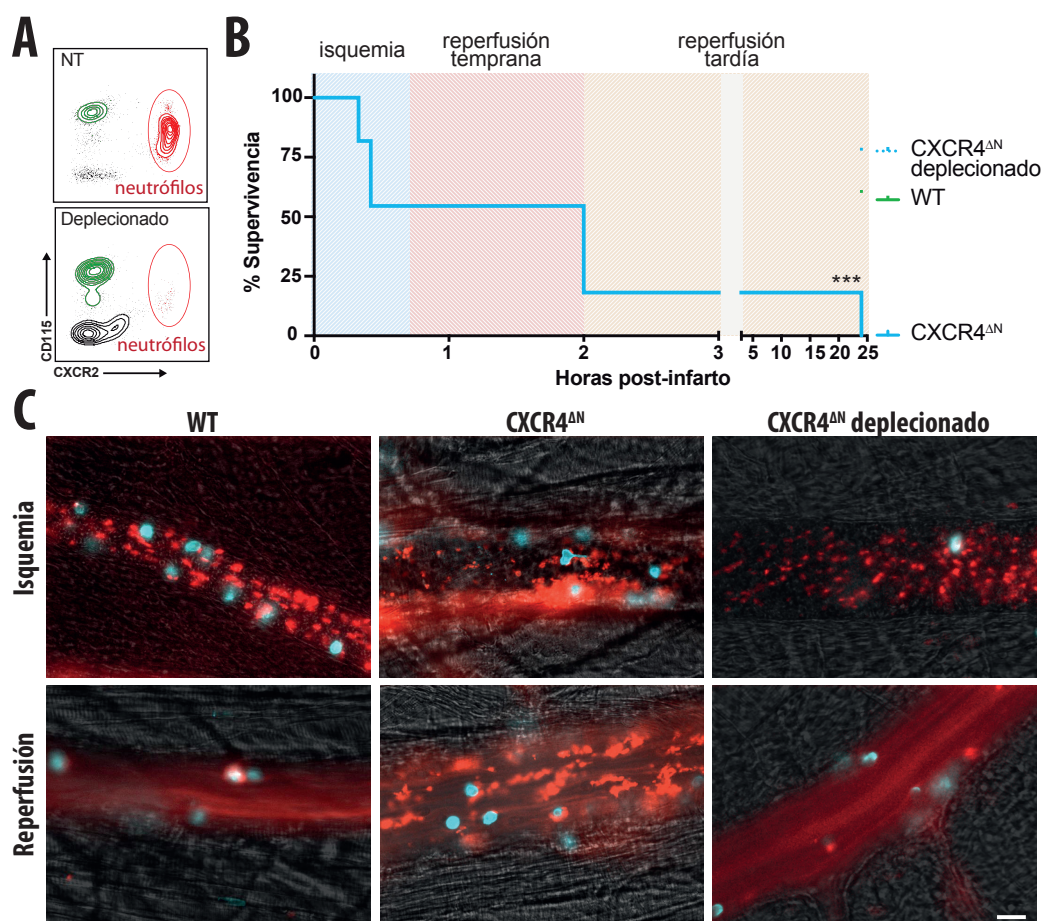 A
NT
neutrófilos
Deplecionado
neutrófilos
CD115
CXCR2
B
isquemia
reperfusión
temprana
reperfusión
tardía
% Supervivencia
100
75
50
25
0
0 1 2 3 5 10 15 20 25
Horas post-infarto
***
CXCR4ΔN
deplecionado
WT
CXCR4ΔN
C
WT CXCR4ΔN CXCR4ΔN deplecionado
Isquemia
Reperfusión